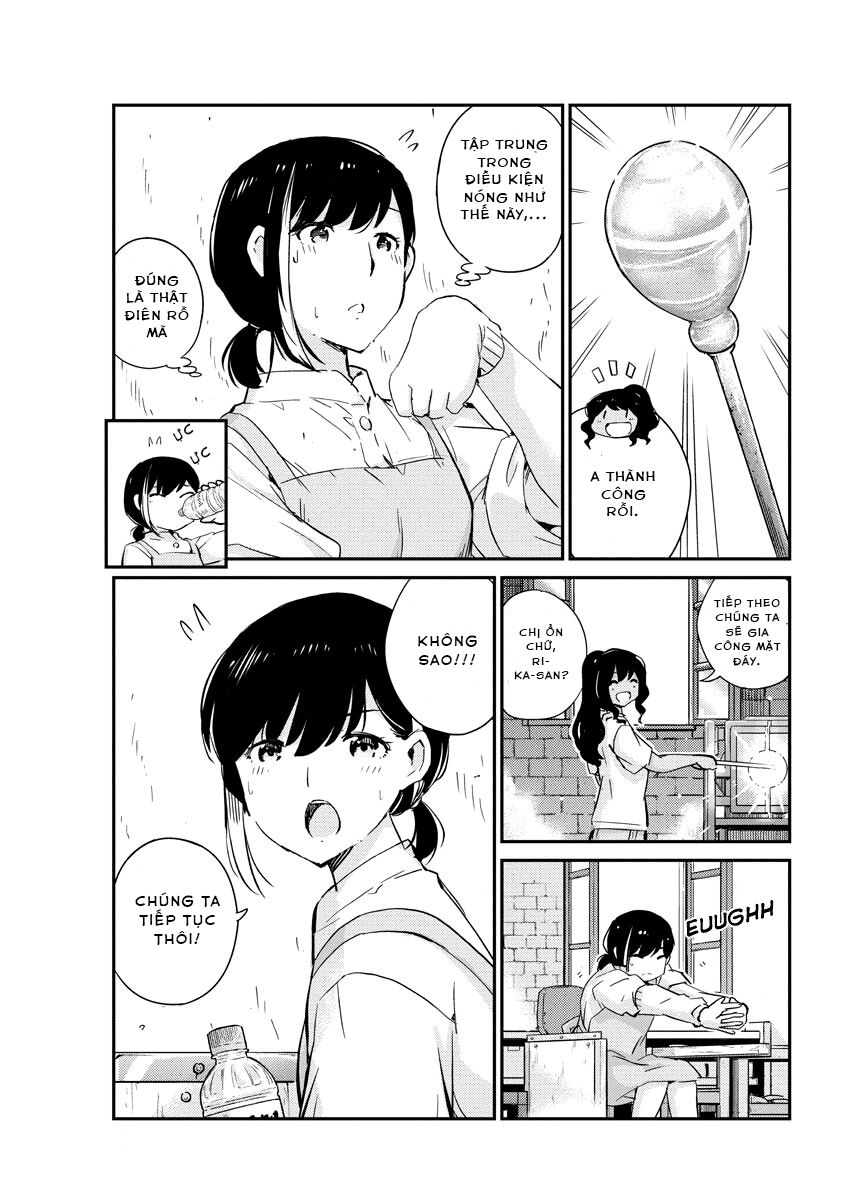 A THÀNH
CÔNG
RỒI.
TẬP TRUNG
TRONG
ĐIỀU KIỆN
NÓNG NHƯ
THẾ NÀY,...
ĐÚNG
LÀ THẬT
ĐIÊN RỒ
MÀ
ỰC
ỰC
TIẾP THEO
CHÚNG TA
SẼ GIA
CÔNG MẶT
ĐÁY.
CHỊ ỔN
CHỨ,
RI-
KA-SAN?
KHÔNG
SAO!!!
CHÚNG TA
TIẾP TỤC
THÔI!
EUUGHH